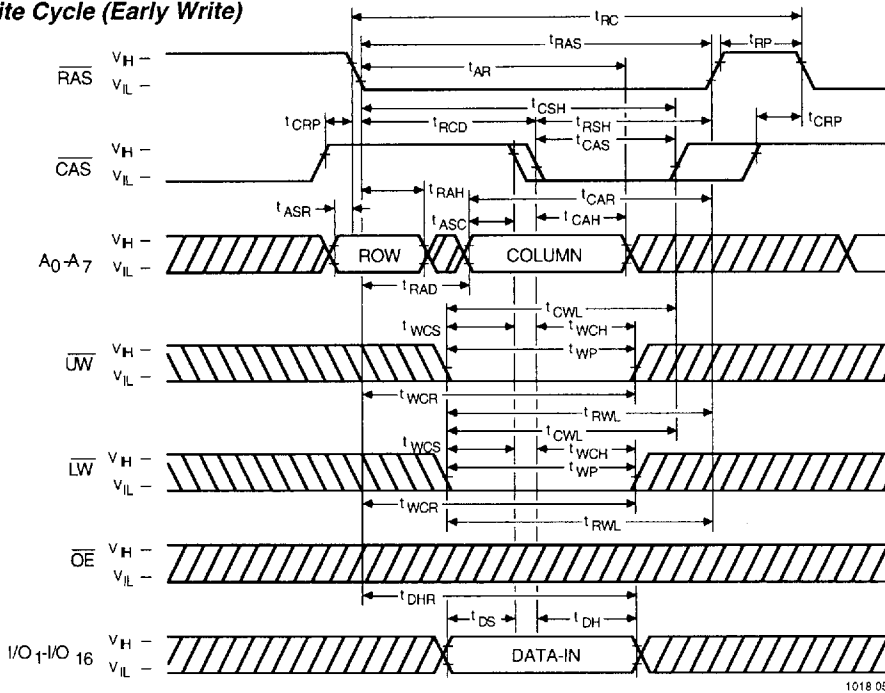 ite Cycle (Early Write)
tRC
tRAS
tRP
RAS
VIH
VIL
tAR
tCSH
tCRP
tRCD
tRSH
tCRP
tCAS
CAS
VIH
VIL
tRAH
tCAR
tASR
tASC
tCAH
A0-A7
VIH
VIL
ROW
COLUMN
tRAD
tCWL
tWCS
tWCH
UW
VIH
VIL
tWP
tWCR
tRWL
tCWL
tWCS
tWCH
LW
VIH
VIL
tWP
tWCR
tRWL
OE
VIH
VIL
tDHR
tDS
tDH
I/O1-I/O16
VIH
VIL
DATA-IN
1018 05